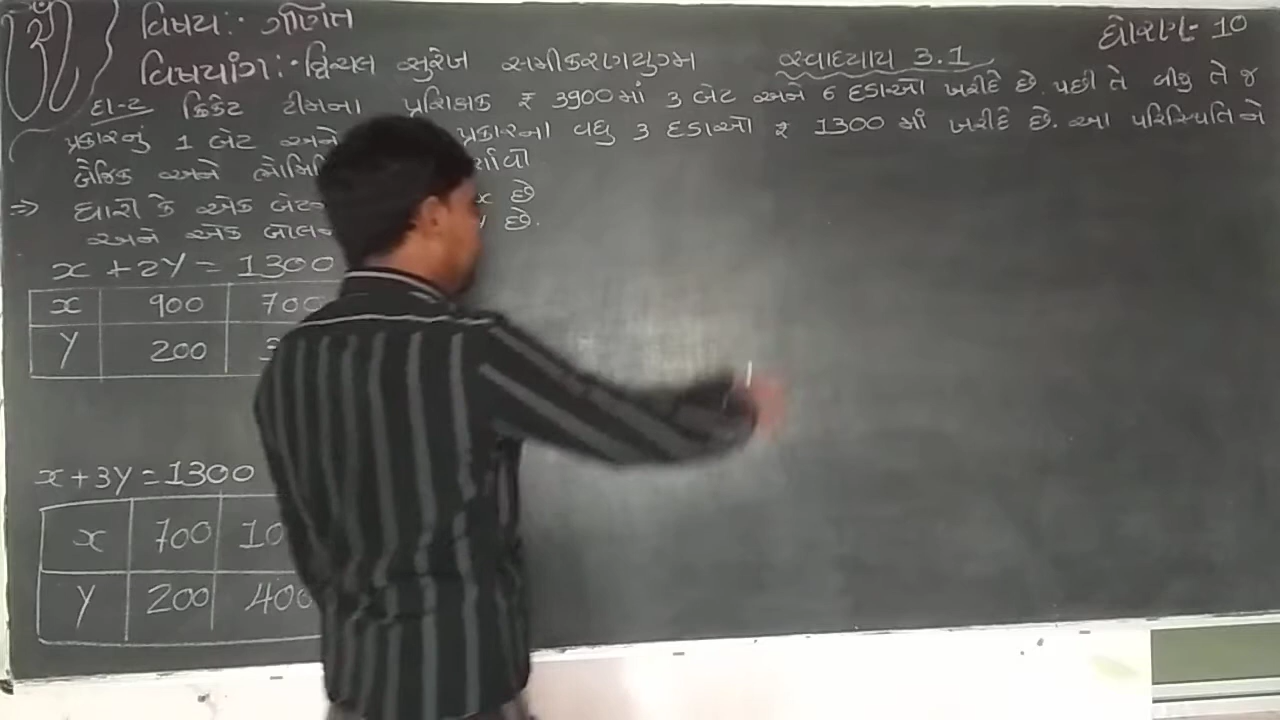 વિષય:- ગણિત
ધોરણ- 10
વિષયાંગ:- દ્વિચલ સુરેખ સમીકરણયુગ્મ સ્વાધ્યાય 3.1
દા-2 ક્રિકેટ ટીમના પ્રશિક્ષક ₹ 3900 માં 3 બેટ અને 6 દડાઓ ખરીદે છે. પછી તે બીજુ તે જ
પ્રકારનું 1 બેટ અને પ્રકારના વધુ 3 દડાઓ ₹ 1300 માં ખરીદે છે. આ પરિસ્થિતિને
બૈજિક અને
⇒ ધારો કે એક x છે
અને એક બોલ છે.
x + 2y = 1300
x 900 700
y 200
x + 3y = 1300
x 700 10
y 200 400